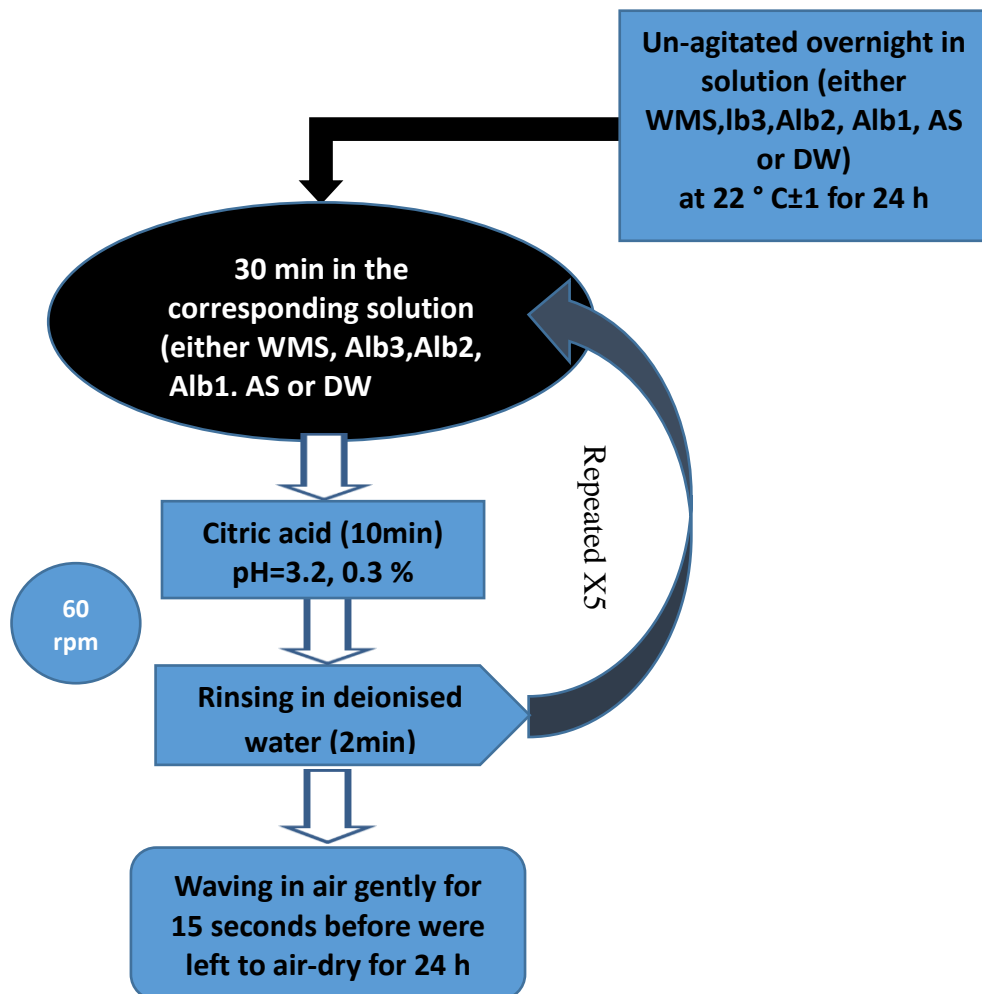 Un-agitated overnight in
solution (either
WMS,lb3,Alb2, Alb1, AS
or DW)
at 22 ° C±1 for 24 h
30 min in the
corresponding solution
(either WMS, Alb3,Alb2,
Alb1. AS or DW
Repeated X5
Citric acid (10min)
pH=3.2, 0.3 %
60
rpm
Rinsing in deionised
water (2min)
Waving in air gently for
15 seconds before were
left to air-dry for 24 h